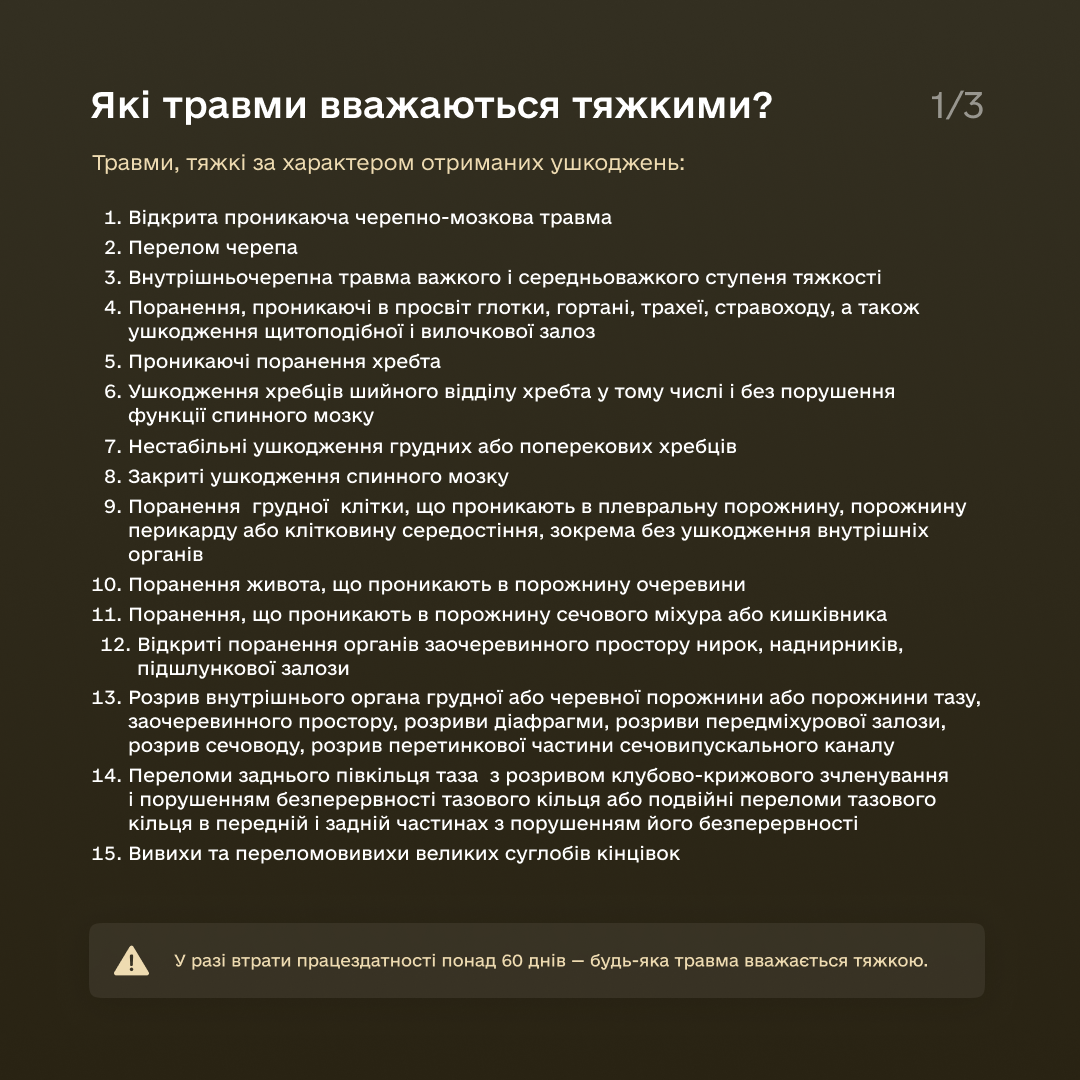 Які травми вважаються тяжкими?
1/3
Травми, тяжкі за характером отриманих ушкоджень:
1. Відкрита проникаюча черепно-мозкова травма
2. Перелом черепа
3. Внутрішньочерепна травма важкого і середньоважкого ступеня тяжкості
4. Поранення, проникаючі в просвіт глотки, гортані, трахеї, стравоходу, а також
ушкодження щитоподібної і вилочкової залоз
5. Проникаючі поранення хребта
6. Ушкодження хребців шийного відділу хребта у тому числі і без порушення
функції спинного мозку
7. Нестабільні ушкодження грудних або поперекових хребців
8. Закриті ушкодження спинного мозку
9. Поранення  грудної  клітки, що проникають в плевральну порожнину, порожнину
перикарду або клітковину середостіння, зокрема без ушкодження внутрішніх
органів
10. Поранення живота, що проникають в порожнину очеревини
11. Поранення, що проникають в порожнину сечового міхура або кишківника
12. Відкриті поранення органів заочеревинного простору нирок, наднирників,
підшлункової залози
13. Розрив внутрішнього органа грудної або черевної порожнини або порожнини тазу,
заочеревинного простору, розриви діафрагми, розриви передміхурової залози,
розрив сечоводу, розрив перетинкової частини сечовипускального каналу
14. Переломи заднього півкільця таза  з розривом клубово-крижового зчленування
і порушенням безперервності тазового кільця або подвійні переломи тазового
кільця в передній і задній частинах з порушенням його безперервності
15. Вивихи та переломовивихи великих суглобів кінцівок
У разі втрати працездатності понад 60 днів — будь-яка травма вважається тяжкою.